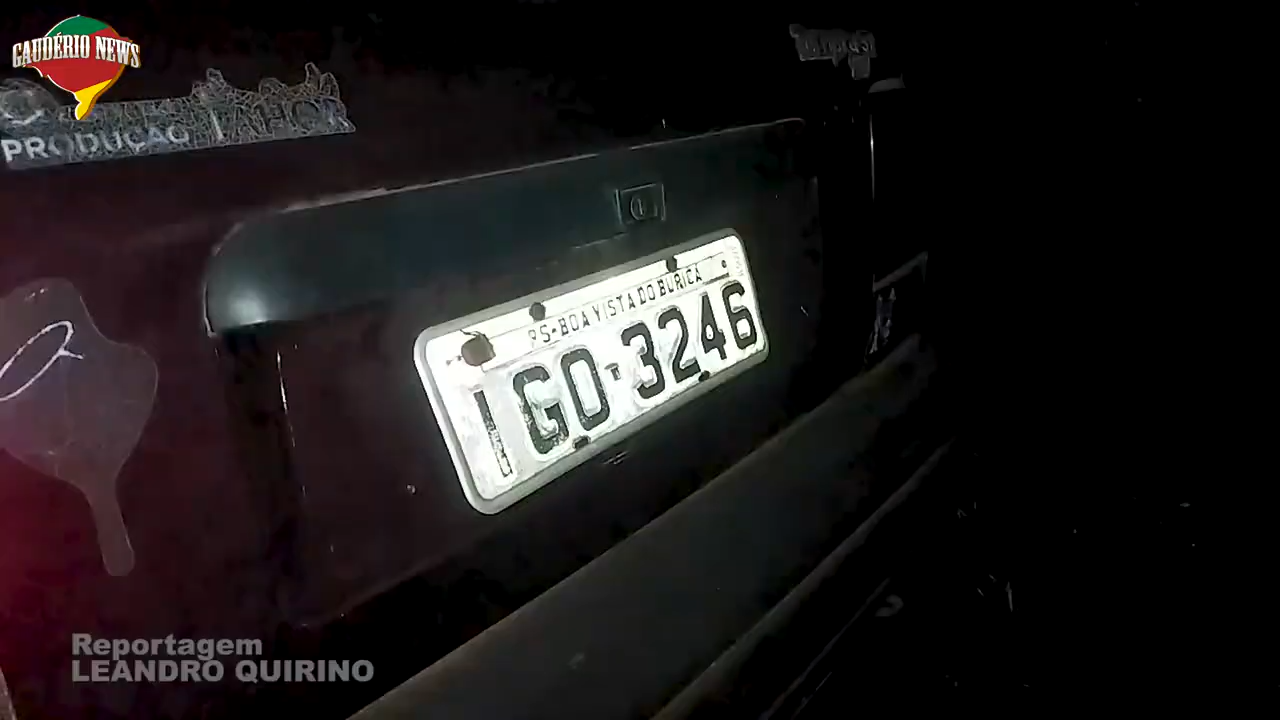 GAUDÉRIO NEWS
PRODUÇÃO
RS-BOA VISTA DO BURICÁ
IGO-3246
Reportagem
LEANDRO QUIRINO